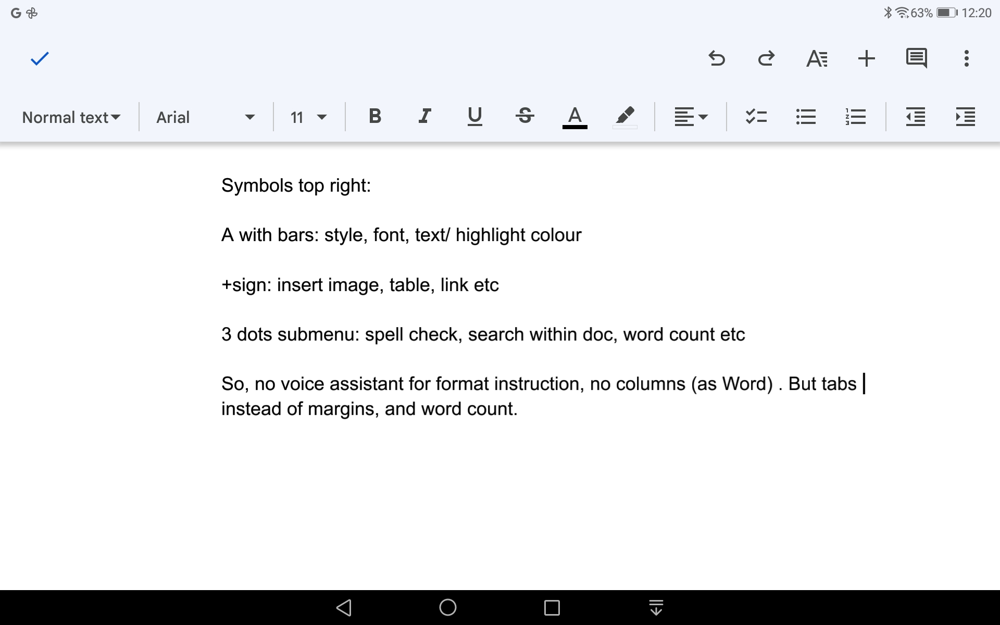 63% 12:20
Normal text Arial 11 B I U S A
Symbols top right:
A with bars: style, font, text/ highlight colour
+sign: insert image, table, link etc
3 dots submenu: spell check, search within doc, word count etc
So, no voice assistant for format instruction, no columns (as Word) . But tabs
instead of margins, and word count.